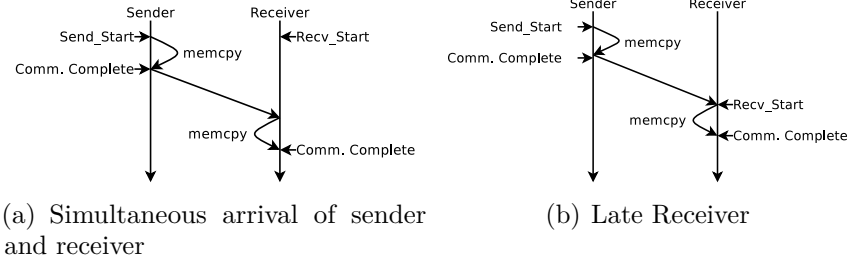 Sender Receiver
Send_Start Recv_Start
memcpy
Comm. Complete
memcpy
Comm. Complete
(a) Simultaneous arrival of sender
and receiver
Sender Receiver
Send_Start
memcpy
Comm. Complete
Recv_Start
memcpy
Comm. Complete
(b) Late Receiver